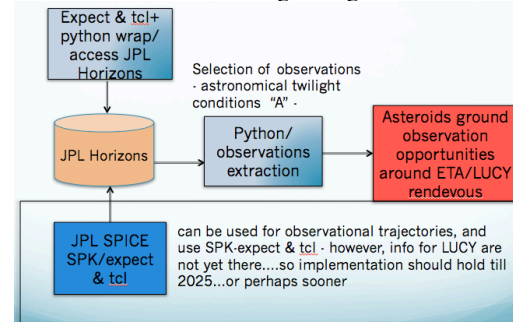 Expect & tcl+
python wrap/
access JPL
Horizons
Selection of observations
- astronomical twilight
conditions "A" -
JPL Horizons
Python/
observations
extraction
Asteroids ground
observation
opportunities
around ETA/LUCY
rendevous
JPL SPICE
SPK/expect
& tcl
can be used for observational trajectories, and
use SPK-expect & tcl - however, info for LUCY are
not yet there....so implementation should hold till
2025...or perhaps sooner